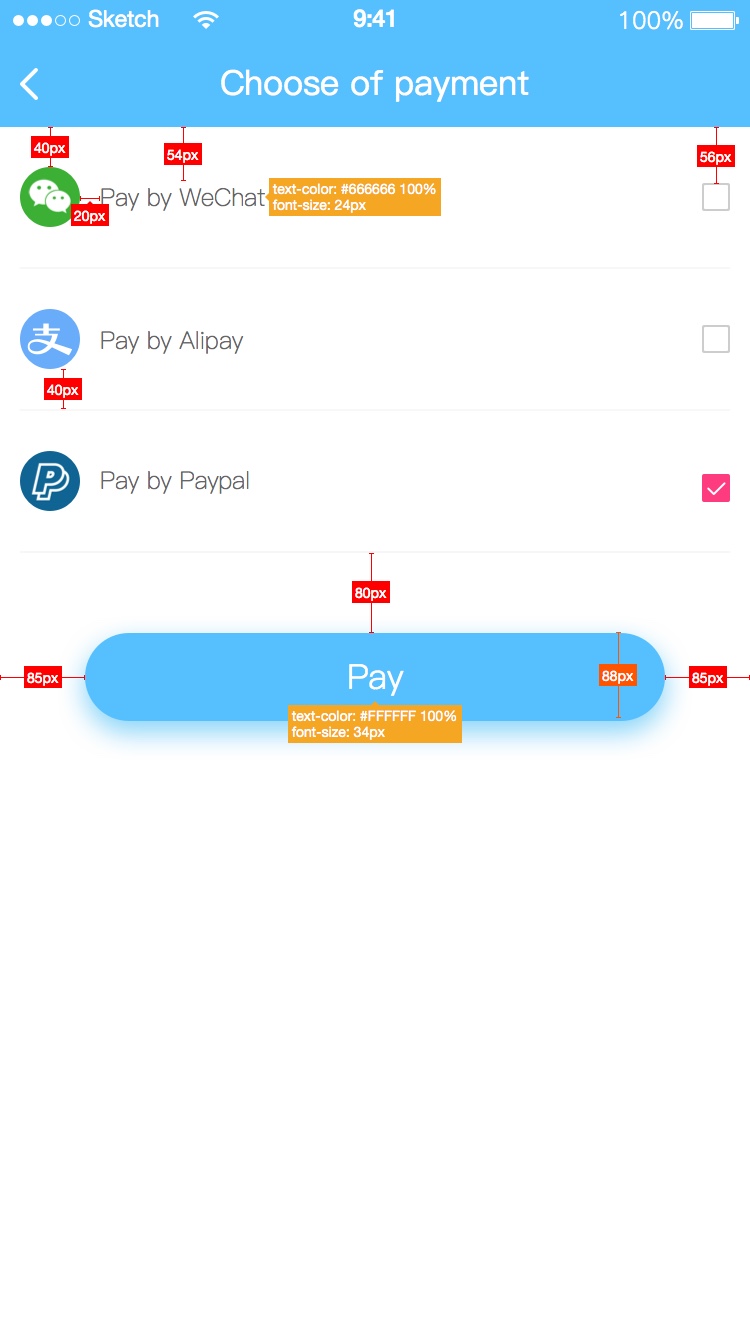 Sketch 9:41 100%
Choose of payment
40px 54px 56px
Pay by WeChat
text-color: #666666 100%
font-size: 24px
20px
支 Pay by Alipay
40px
Pay by Paypal
80px
85px Pay 88px 85px
text-color: #FFFFFF 100%
font-size: 34px